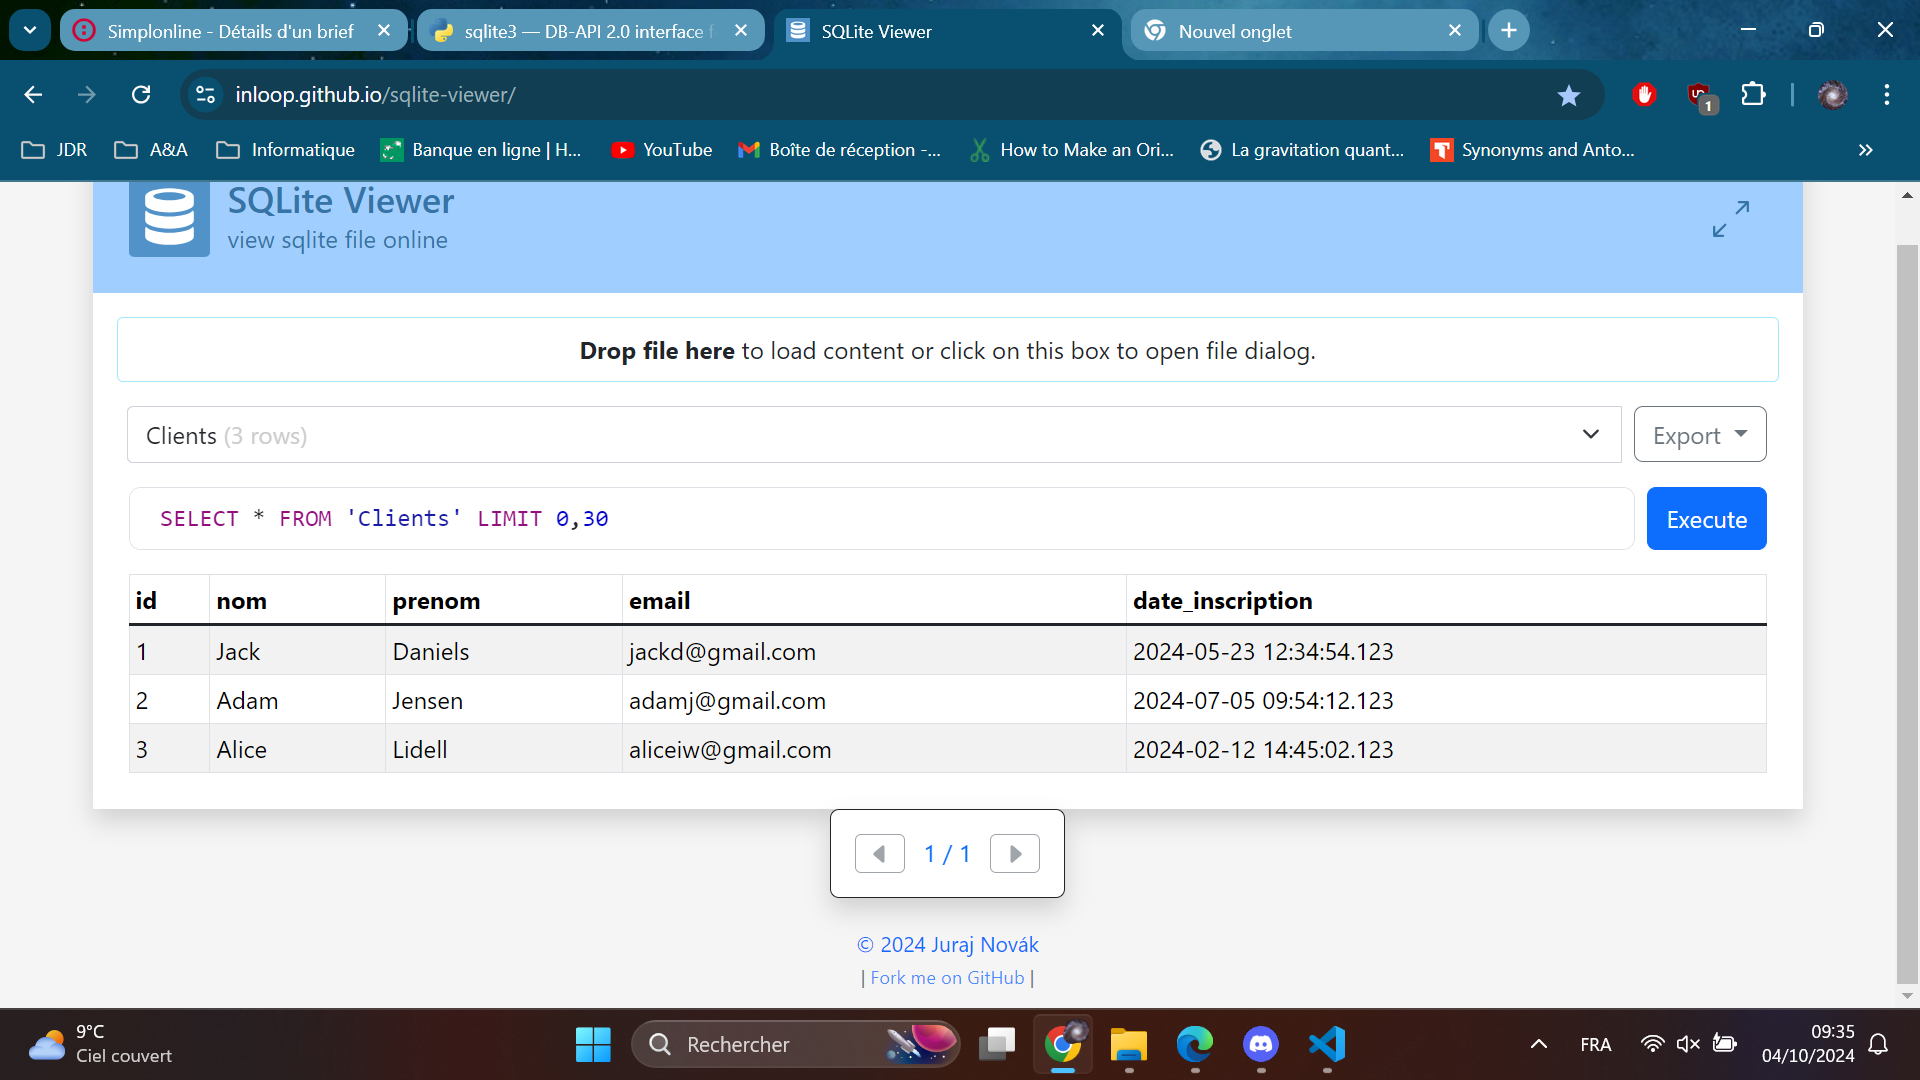 Simplonline - Détails d'un brief
sqlite3 — DB-API 2.0 interface f
SQLite Viewer
Nouvel onglet
inloop.github.io/sqlite-viewer/
1
JDR
A&A
Informatique
Banque en ligne | H...
YouTube
Boîte de réception -...
How to Make an Ori...
La gravitation quant...
Synonyms and Anto...
SQLite Viewer
view sqlite file online
Drop file here to load content or click on this box to open file dialog.
Clients (3 rows)
Export
SELECT * FROM 'Clients' LIMIT 0,30
Execute
id nom prenom email date_inscription
1 Jack Daniels jackd@gmail.com 2024-05-23 12:34:54.123
2 Adam Jensen adamj@gmail.com 2024-07-05 09:54:12.123
3 Alice Lidell aliceiw@gmail.com 2024-02-12 14:45:02.123
1 / 1
© 2024 Juraj Novák
| Fork me on GitHub |
9°C
Ciel couvert
Rechercher
FRA
09:35
04/10/2024